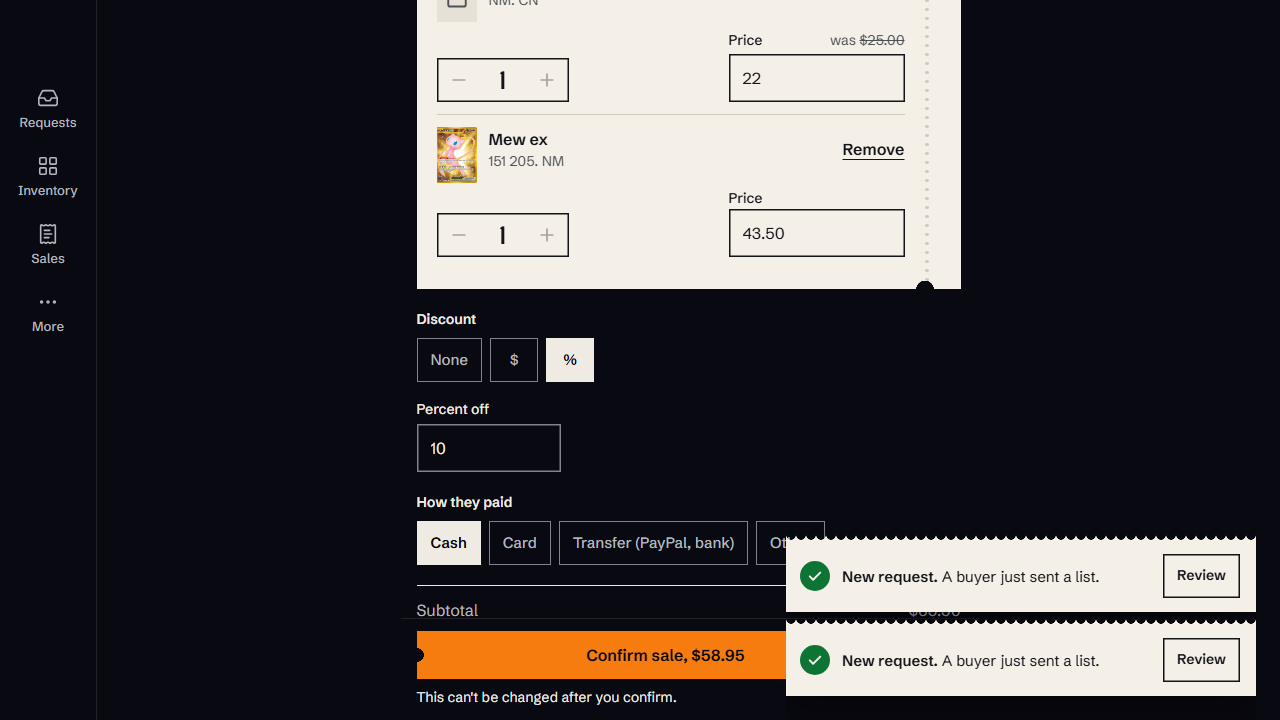 NM. CN
Price
was $25.00
1
22
Mew ex
151 205. NM
Remove
Price
1
43.50
Requests
Inventory
Sales
More
Discount
None
$
%
Percent off
10
How they paid
Cash
Card
Transfer (PayPal, bank)
Subtotal
New request. A buyer just sent a list.
Review
Confirm sale, $58.95
New request. A buyer just sent a list.
Review
This can't be changed after you confirm.